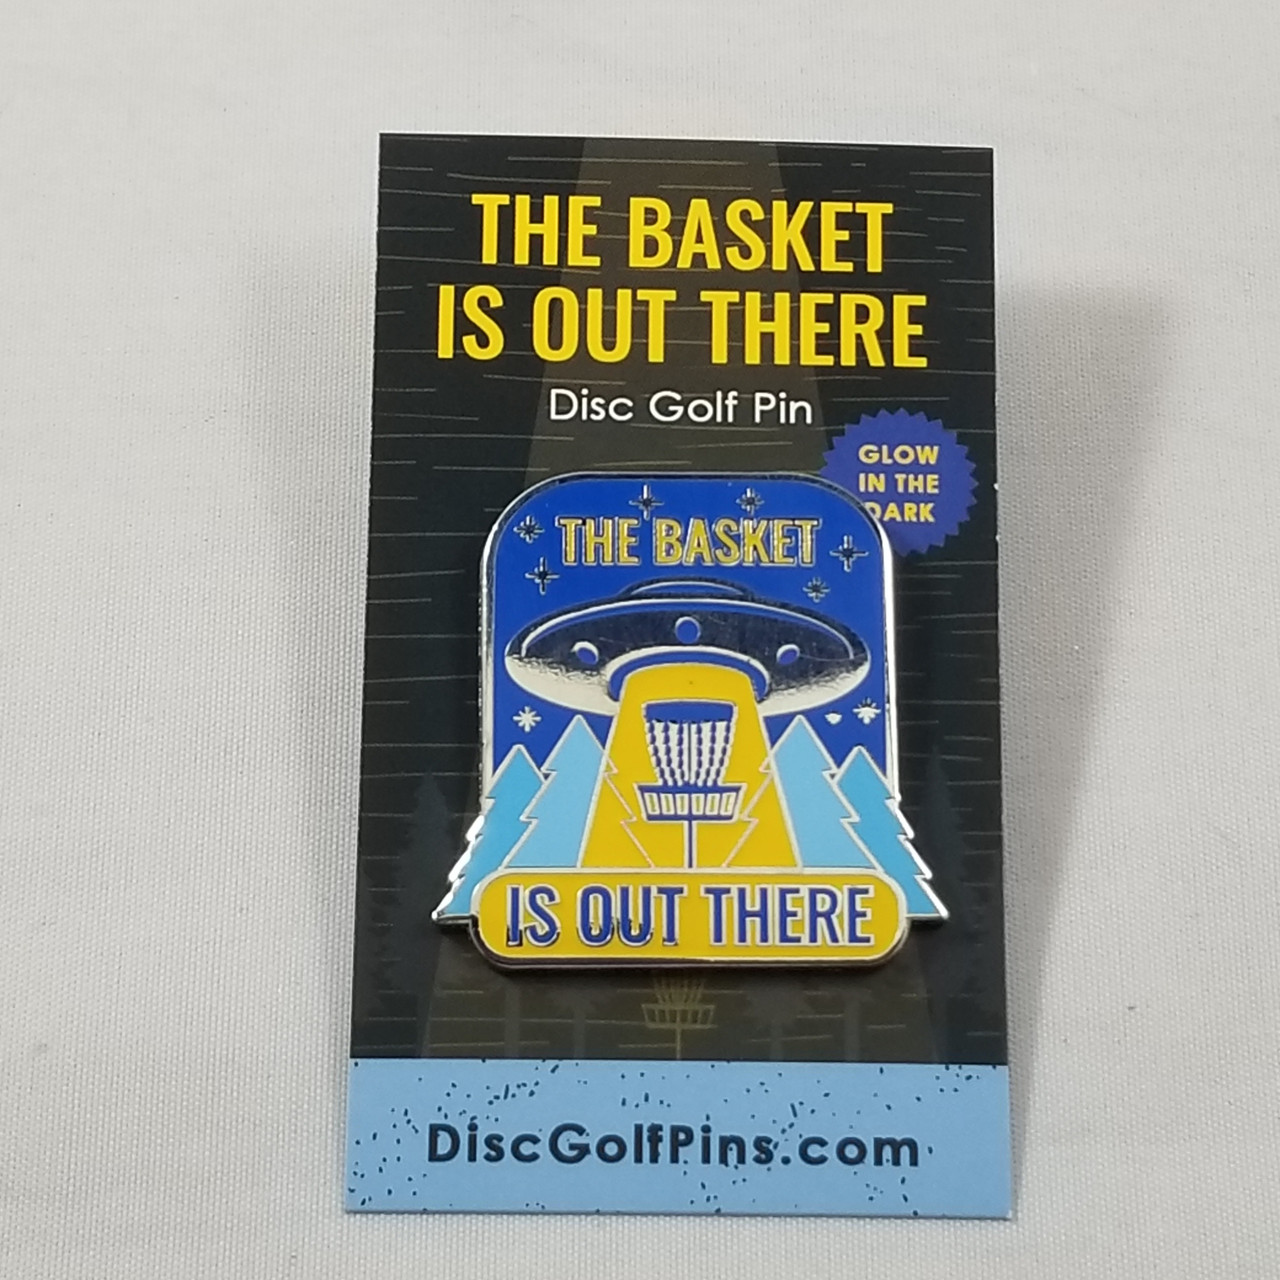 THE BASKET
IS OUT THERE
Disc Golf Pin
GLOW
IN THE
DARK
THE BASKET
IS OUT THERE
DiscGolfPins.com